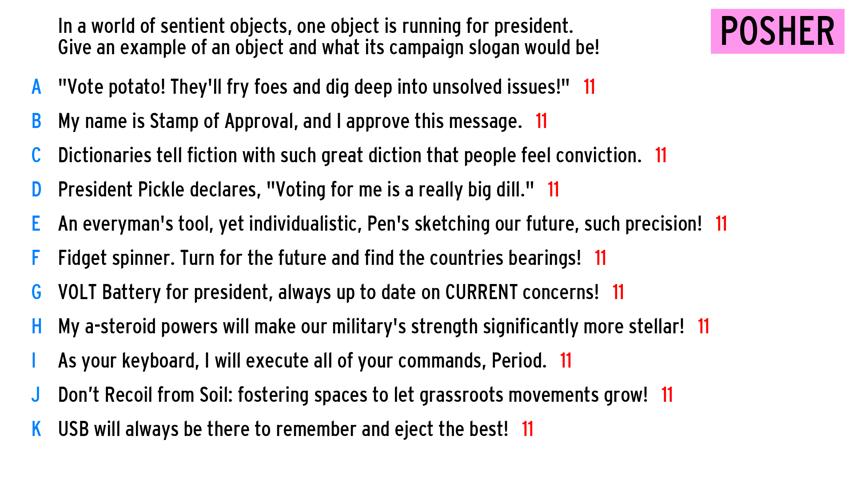 In a world of sentient objects, one object is running for president.
Give an example of an object and what its campaign slogan would be!
POSHER
A "Vote potato! They'll fry foes and dig deep into unsolved issues!" 11
B My name is Stamp of Approval, and I approve this message. 11
C Dictionaries tell fiction with such great diction that people feel conviction. 11
D President Pickle declares, "Voting for me is a really big dill." 11
E An everyman's tool, yet individualistic, Pen's sketching our future, such precision! 11
F Fidget spinner. Turn for the future and find the countries bearings! 11
G VOLT Battery for president, always up to date on CURRENT concerns! 11
H My a-steroid powers will make our military's strength significantly more stellar! 11
I As your keyboard, I will execute all of your commands, Period. 11
J Don't Recoil from Soil: fostering spaces to let grassroots movements grow! 11
K USB will always be there to remember and eject the best! 11